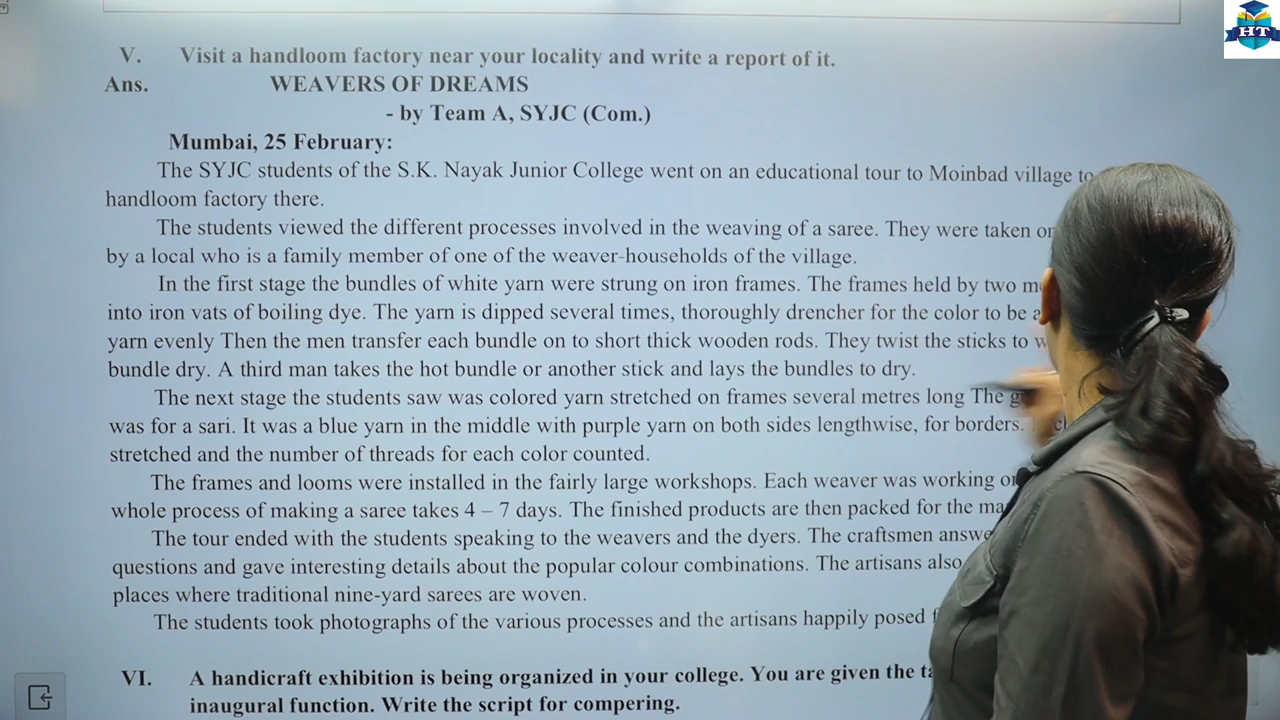 V. Visit a handloom factory near your locality and write a report of it.
Ans. WEAVERS OF DREAMS
- by Team A, SYJC (Com.)
Mumbai, 25 February:
The SYJC students of the S.K. Nayak Junior College went on an educational tour to Moinbad village to
handloom factory there.
The students viewed the different processes involved in the weaving of a saree. They were taken
by a local who is a family member of one of the weaver-households of the village.
In the first stage the bundles of white yarn were strung on iron frames. The frames held by two
into iron vats of boiling dye. The yarn is dipped several times, thoroughly drencher for the color to be
yarn evenly Then the men transfer each bundle on to short thick wooden rods. They twist the sticks to
bundle dry. A third man takes the hot bundle or another stick and lays the bundles to dry.
The next stage the students saw was colored yarn stretched on frames several metres long The
was for a sari. It was a blue yarn in the middle with purple yarn on both sides lengthwise, for borders.
stretched and the number of threads for each color counted.
The frames and looms were installed in the fairly large workshops. Each weaver was working
whole process of making a saree takes 4 – 7 days. The finished products are then packed for the
The tour ended with the students speaking to the weavers and the dyers. The craftsmen
questions and gave interesting details about the popular colour combinations. The artisans also
places where traditional nine-yard sarees are woven.
The students took photographs of the various processes and the artisans happily posed
VI. A handicraft exhibition is being organized in your college. You are given the
inaugural function. Write the script for compering.
HT